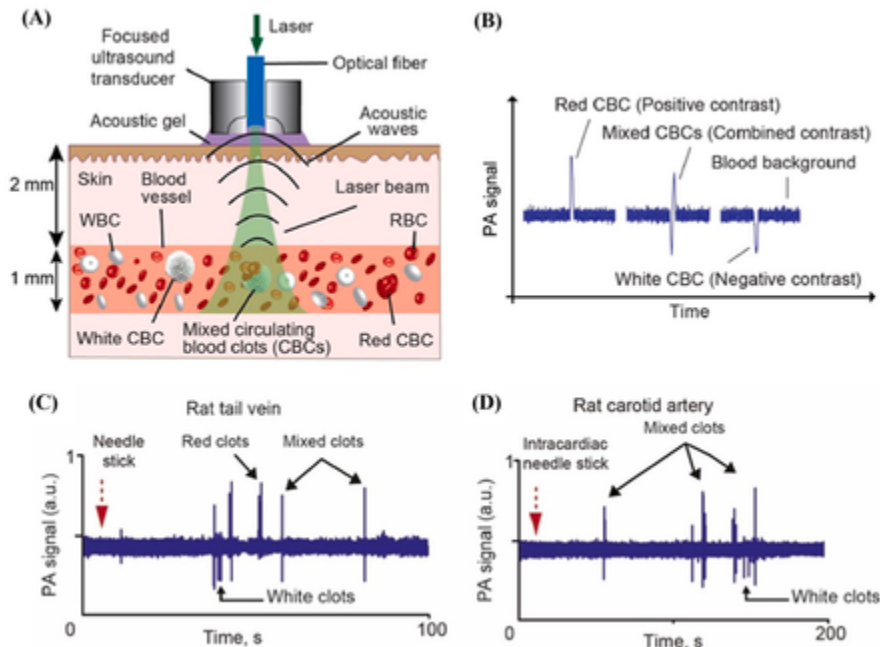 (A)
Laser
Focused
ultrasound
transducer
Optical fiber
Acoustic gel
Acoustic
waves
2 mm
Skin
Blood
vessel
Laser beam
WBC
RBC
1 mm
White CBC
Mixed circulating
blood clots (CBCs)
Red CBC
(B)
Red CBC (Positive contrast)
Mixed CBCs (Combined contrast)
Blood background
PA signal
White CBC (Negative contrast)
Time
(C)
Rat tail vein
Needle
stick
Red clots
Mixed clots
1
PA signal (a.u.)
White clots
0
Time, s
100
(D)
Rat carotid artery
Mixed clots
Intracardiac
needle stick
1
PA signal (a.u.)
White clots
0
Time, s
200